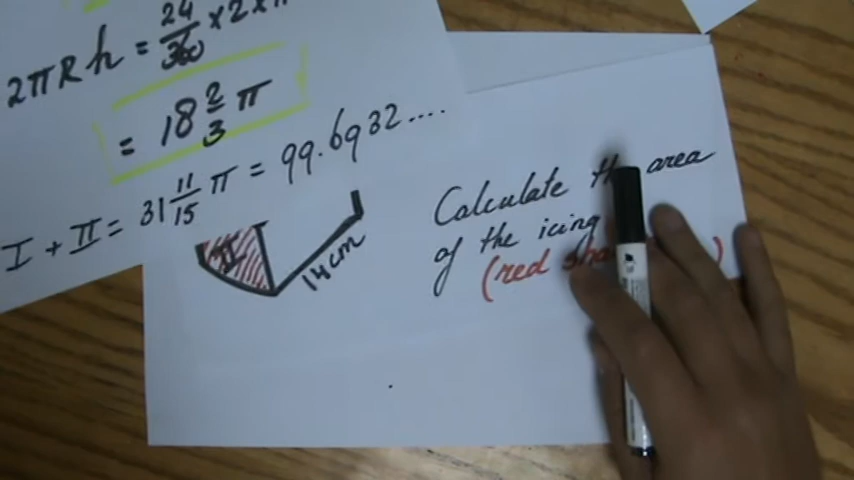 2πRh = 24/360 × 2 × π
= 18 2/3 π
I + II = 31 11/15 π = 99.6932....
II
14cm
Calculate the area
of the icing
(red )